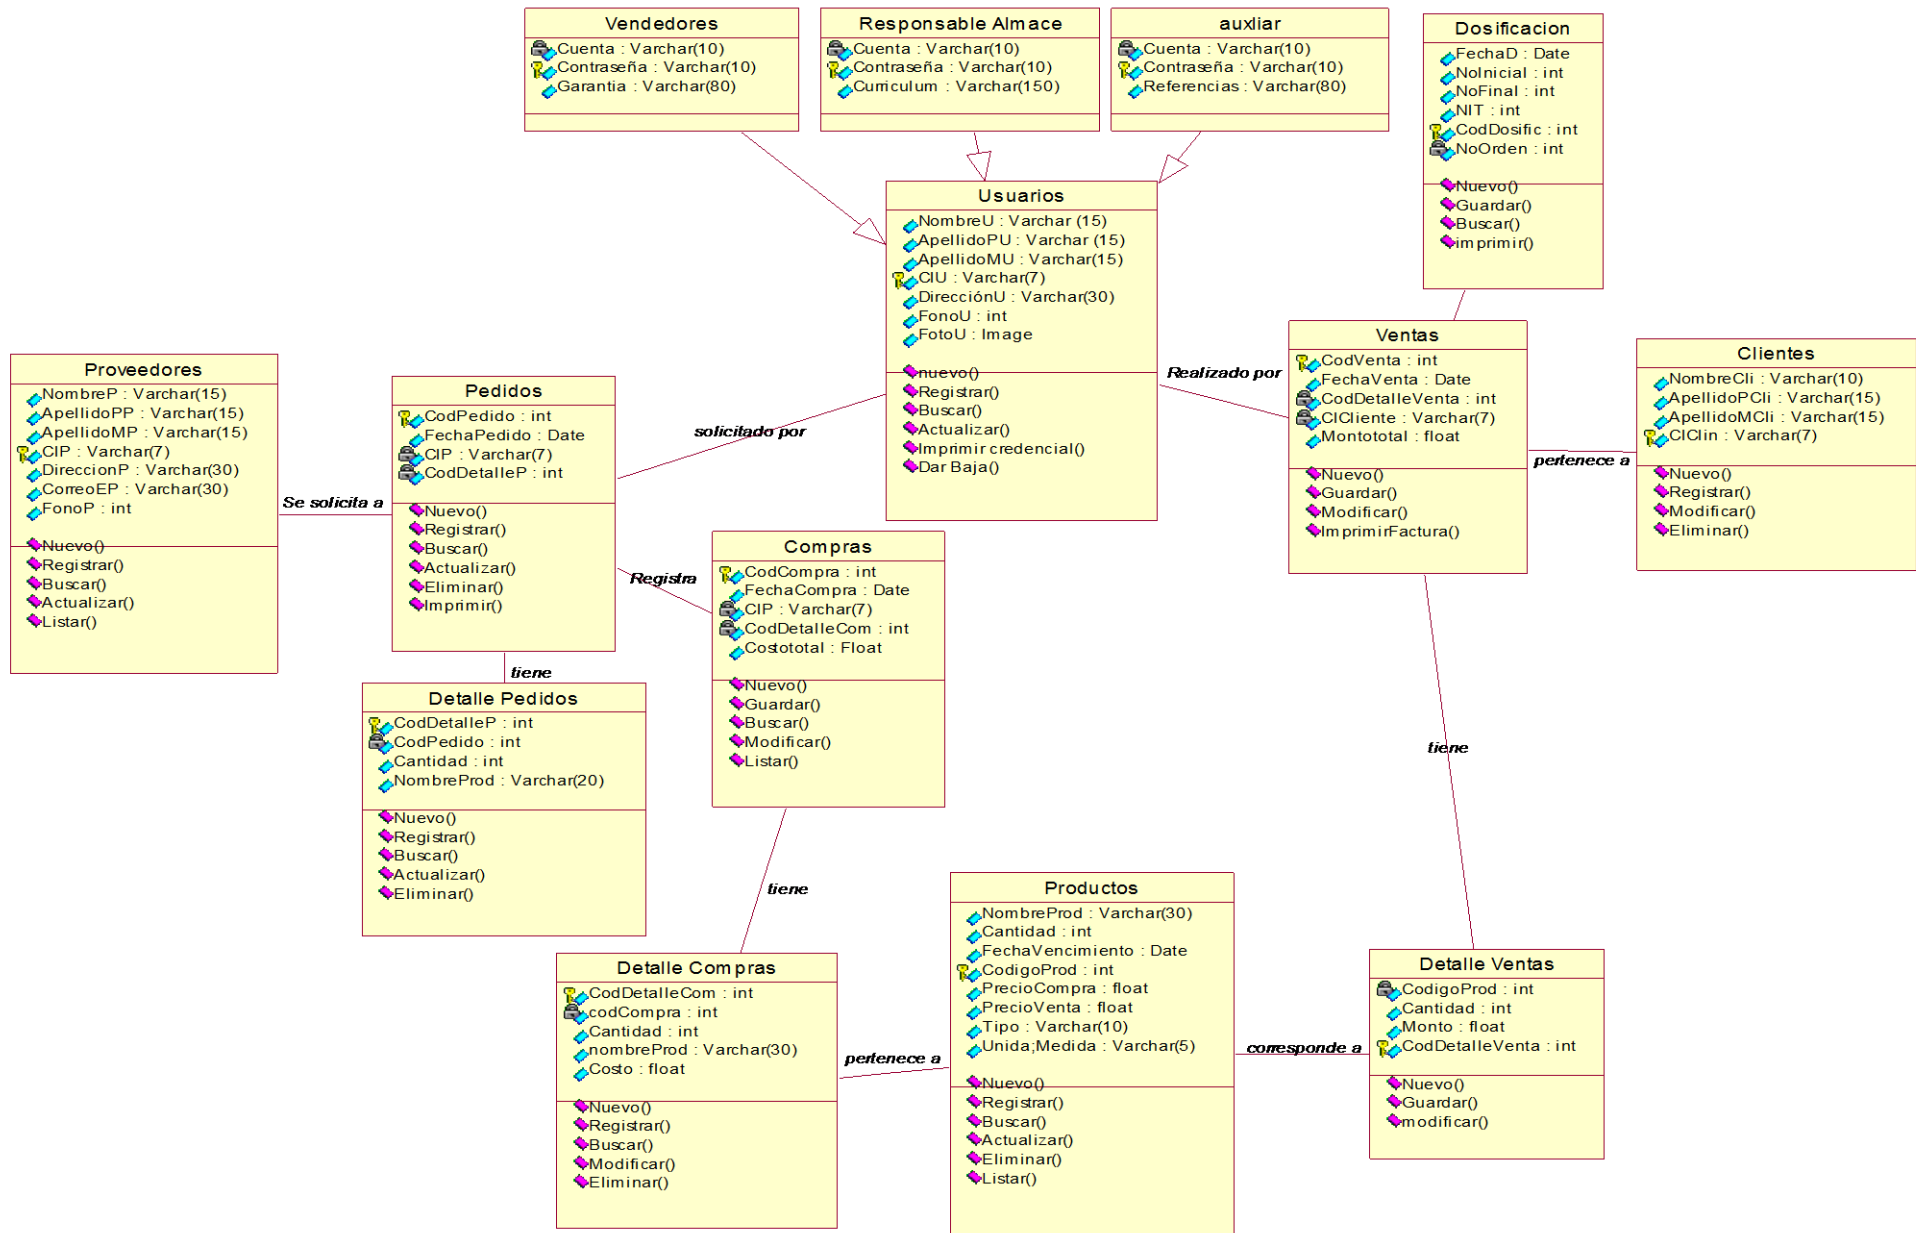 Vendedores
Cuenta : Varchar(10)
Contraseña : Varchar(10)
Garantia : Varchar(80)
Responsable Almace
Cuenta : Varchar(10)
Contraseña : Varchar(10)
Curriculum : Varchar(150)
auxliar
Cuenta : Varchar(10)
Contraseña : Varchar(10)
Referencias : Varchar(80)
Dosificacion
FechaD : Date
NoInicial : int
NoFinal : int
NIT : int
CodDosific : int
NoOrden : int
Nuevo()
Guardar()
Buscar()
imprimir()
Usuarios
NombreU : Varchar (15)
ApellidoPU : Varchar (15)
ApellidoMU : Varchar(15)
CIU : Varchar(7)
DirecciónU : Varchar(30)
FonoU : int
FotoU : Image
nuevo()
Registrar()
Buscar()
Actualizar()
Imprimir credencial()
Dar Baja()
Realizado por
Ventas
CodVenta : int
FechaVenta : Date
CodDetalleVenta : int
CICliente : Varchar(7)
Montototal : float
Nuevo()
Guardar()
Modificar()
ImprimirFactura()
pertenece a
Clientes
NombreCli : Varchar(10)
ApellidoPCli : Varchar(15)
ApellidoMCli : Varchar(15)
CIClin : Varchar(7)
Nuevo()
Registrar()
Modificar()
Eliminar()
Proveedores
NombreP : Varchar(15)
ApellidoPP : Varchar(15)
ApellidoMP : Varchar(15)
CIP : Varchar(7)
DireccionP : Varchar(30)
CorreoEP : Varchar(30)
FonoP : int
Nuevo()
Registrar()
Buscar()
Actualizar()
Listar()
Se solicita a
Pedidos
CodPedido : int
FechaPedido : Date
CIP : Varchar(7)
CodDetalleP : int
Nuevo()
Registrar()
Buscar()
Actualizar()
Eliminar()
Imprimir()
solicitado por
Registra
tiene
Compras
CodCompra : int
FechaCompra : Date
CIP : Varchar(7)
CodDetalleCom : int
Costototal : Float
Nuevo()
Guardar()
Buscar()
Modificar()
Listar()
Detalle Pedidos
CodDetalleP : int
CodPedido : int
Cantidad : int
NombreProd : Varchar(20)
Nuevo()
Registrar()
Buscar()
Actualizar()
Eliminar()
tiene
tiene
Detalle Compras
CodDetalleCom : int
codCompra : int
Cantidad : int
nombreProd : Varchar(30)
Costo : float
Nuevo()
Registrar()
Buscar()
Modificar()
Eliminar()
pertenece a
Productos
NombreProd : Varchar(30)
Cantidad : int
FechaVencimiento : Date
CodigoProd : int
PrecioCompra : float
PrecioVenta : float
Tipo : Varchar(10)
Unida;Medida : Varchar(5)
Nuevo()
Registrar()
Buscar()
Actualizar()
Eliminar()
Listar()
corresponde a
Detalle Ventas
CodigoProd : int
Cantidad : int
Monto : float
CodDetalleVenta : int
Nuevo()
Guardar()
modificar()